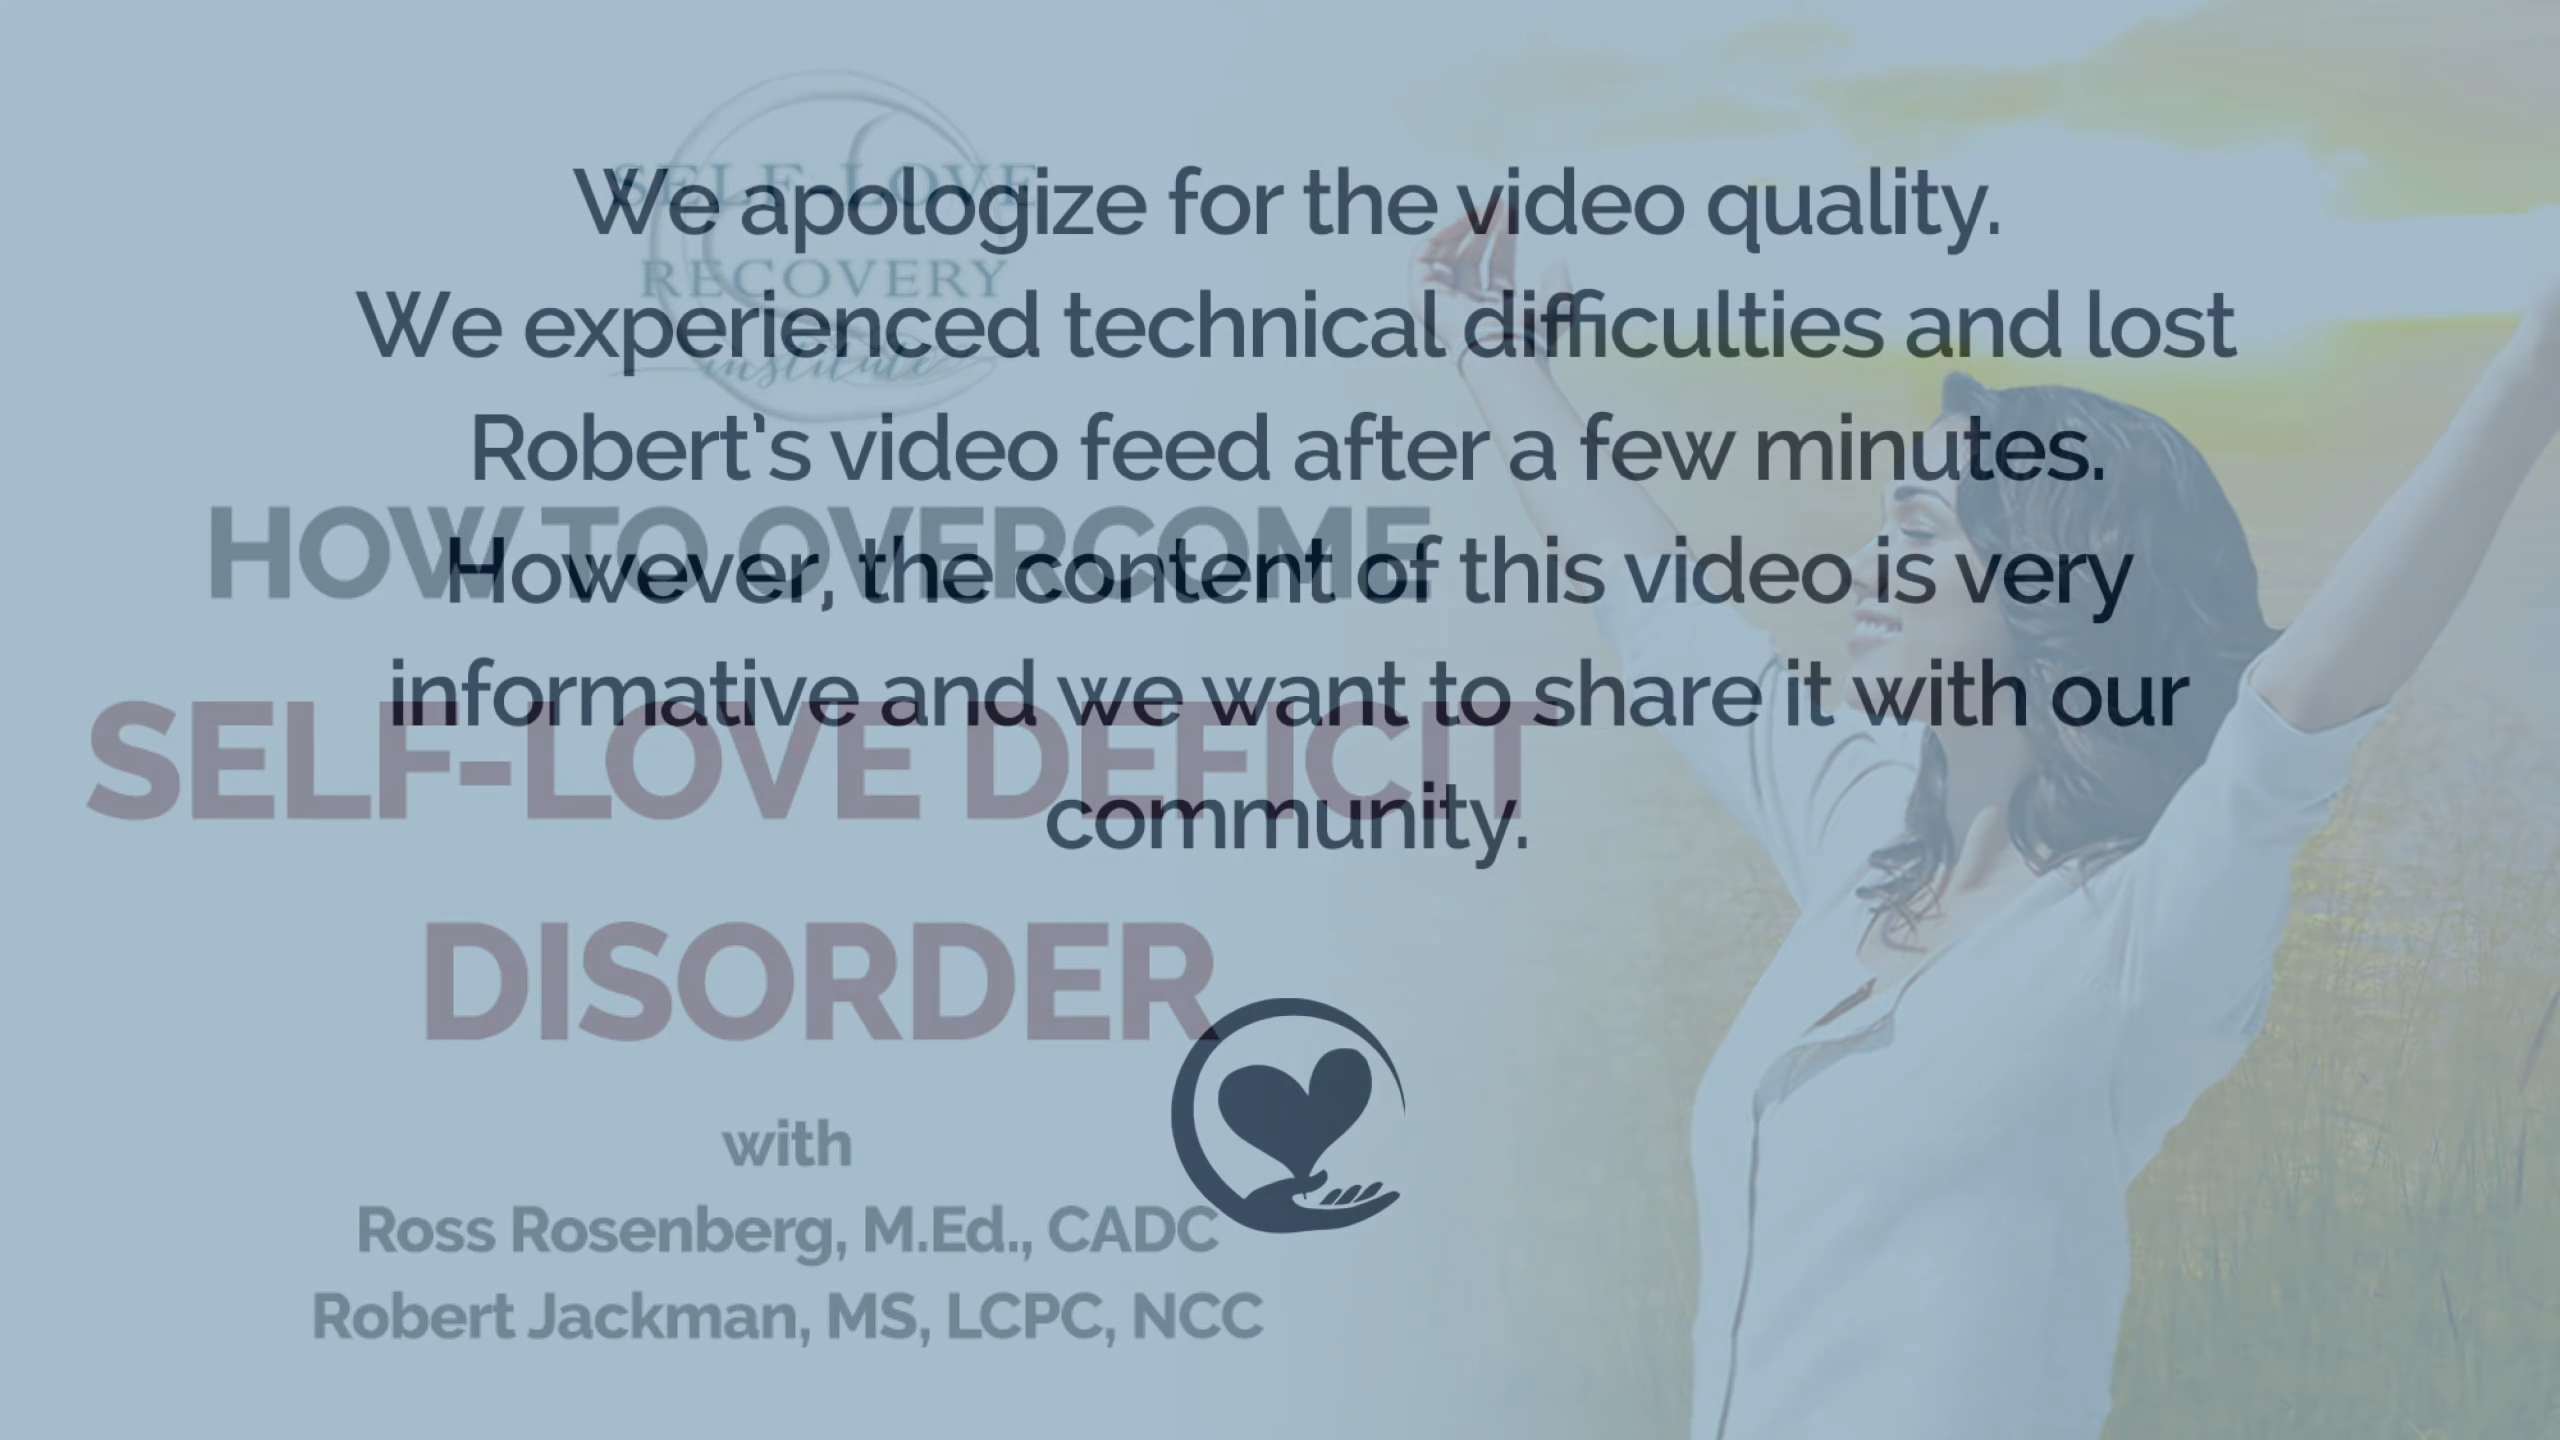 We apologize for the video quality.
We experienced technical difficulties and lost
Robert's video feed after a few minutes.
However, the content of this video is very
informative and we want to share it with our
community.
SELF-LOVE
RECOVERY
institute
HOW TO OVERCOME
SELF-LOVE DEFICIT
DISORDER
with
Ross Rosenberg, M.Ed., CADC
Robert Jackman, MS, LCPC, NCC